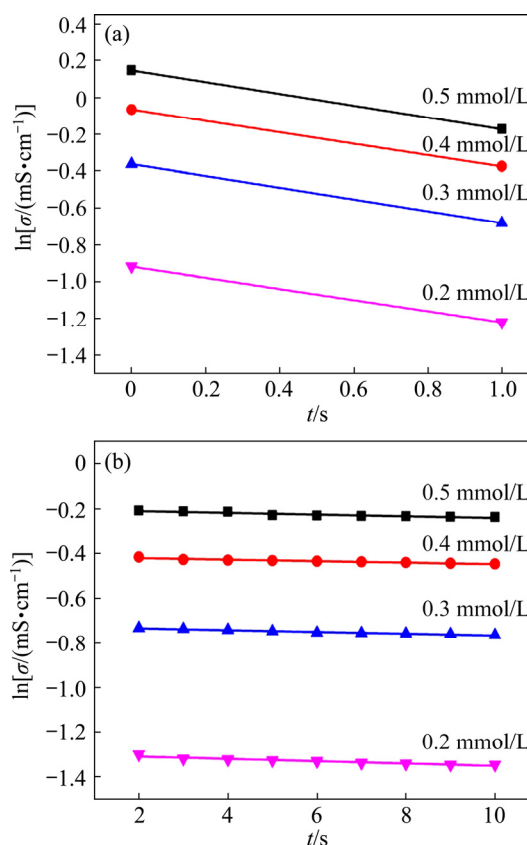 (a)
0.4
0.2
0
−0.2
−0.4
−0.6
−0.8
−1.0
−1.2
−1.4
ln[σ/(mS•cm⁻¹)]
0.5 mmol/L
0.4 mmol/L
0.3 mmol/L
0.2 mmol/L
0 0.2 0.4 0.6 0.8 1.0
t/s
(b)
0
−0.2
−0.4
−0.6
−0.8
−1.0
−1.2
−1.4
ln[σ/(mS•cm⁻¹)]
0.5 mmol/L
0.4 mmol/L
0.3 mmol/L
0.2 mmol/L
2 4 6 8 10
t/s